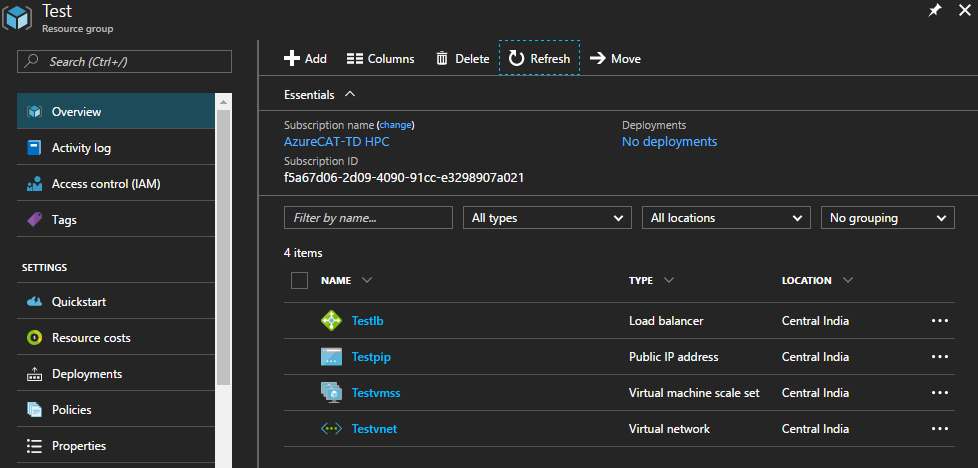 Test
Resource group
Search (Ctrl+/)
Overview
Activity log
Access control (IAM)
Tags
SETTINGS
Quickstart
Resource costs
Deployments
Policies
Properties
Add Columns Delete Refresh Move
Essentials
Subscription name (change) Deployments
AzureCAT-TD HPC No deployments
Subscription ID
f5a67d06-2d09-4090-91cc-e3298907a021
Filter by name... All types All locations No grouping
4 items
NAME TYPE LOCATION
Testlb Load balancer Central India
Testpip Public IP address Central India
Testvmss Virtual machine scale set Central India
Testvnet Virtual network Central India